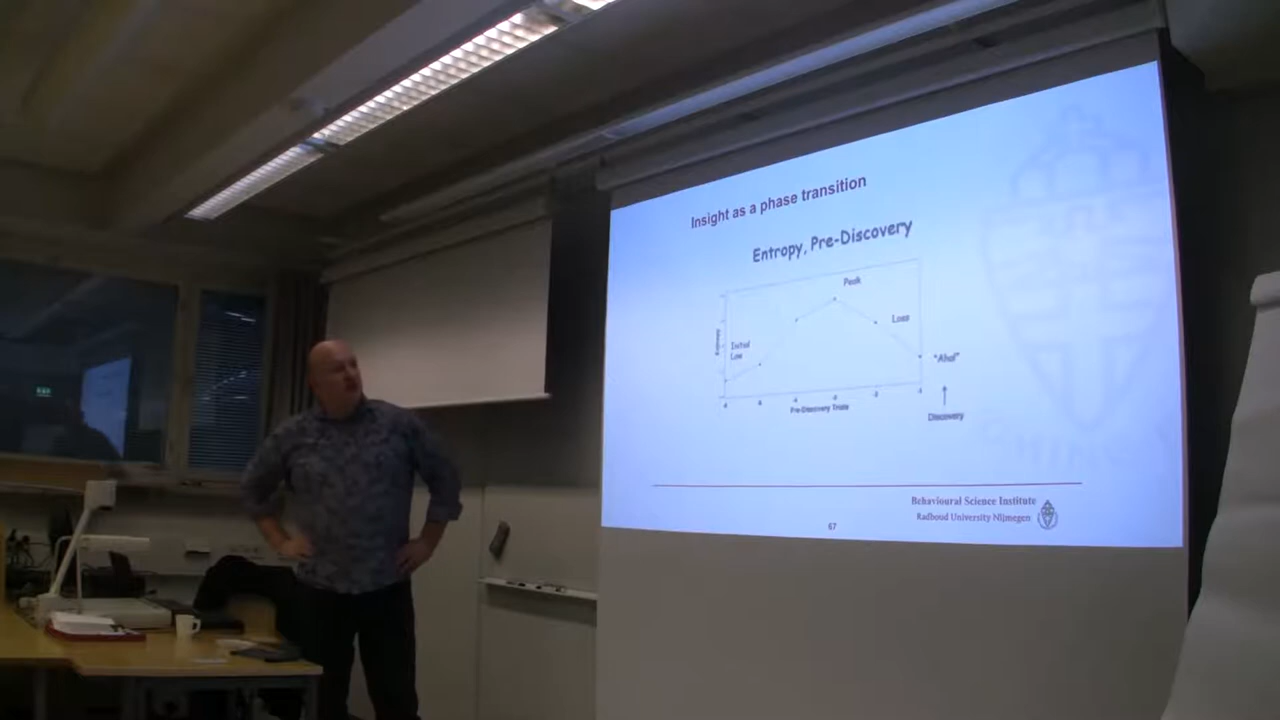 Insight as a phase transition
Entropy, Pre-Discovery
Peak
Loss
Initial
Low
Entropy
"Aha!"
Pre-Discovery Trials
Discovery
Behavioural Science Institute
Radboud University Nijmegen
67